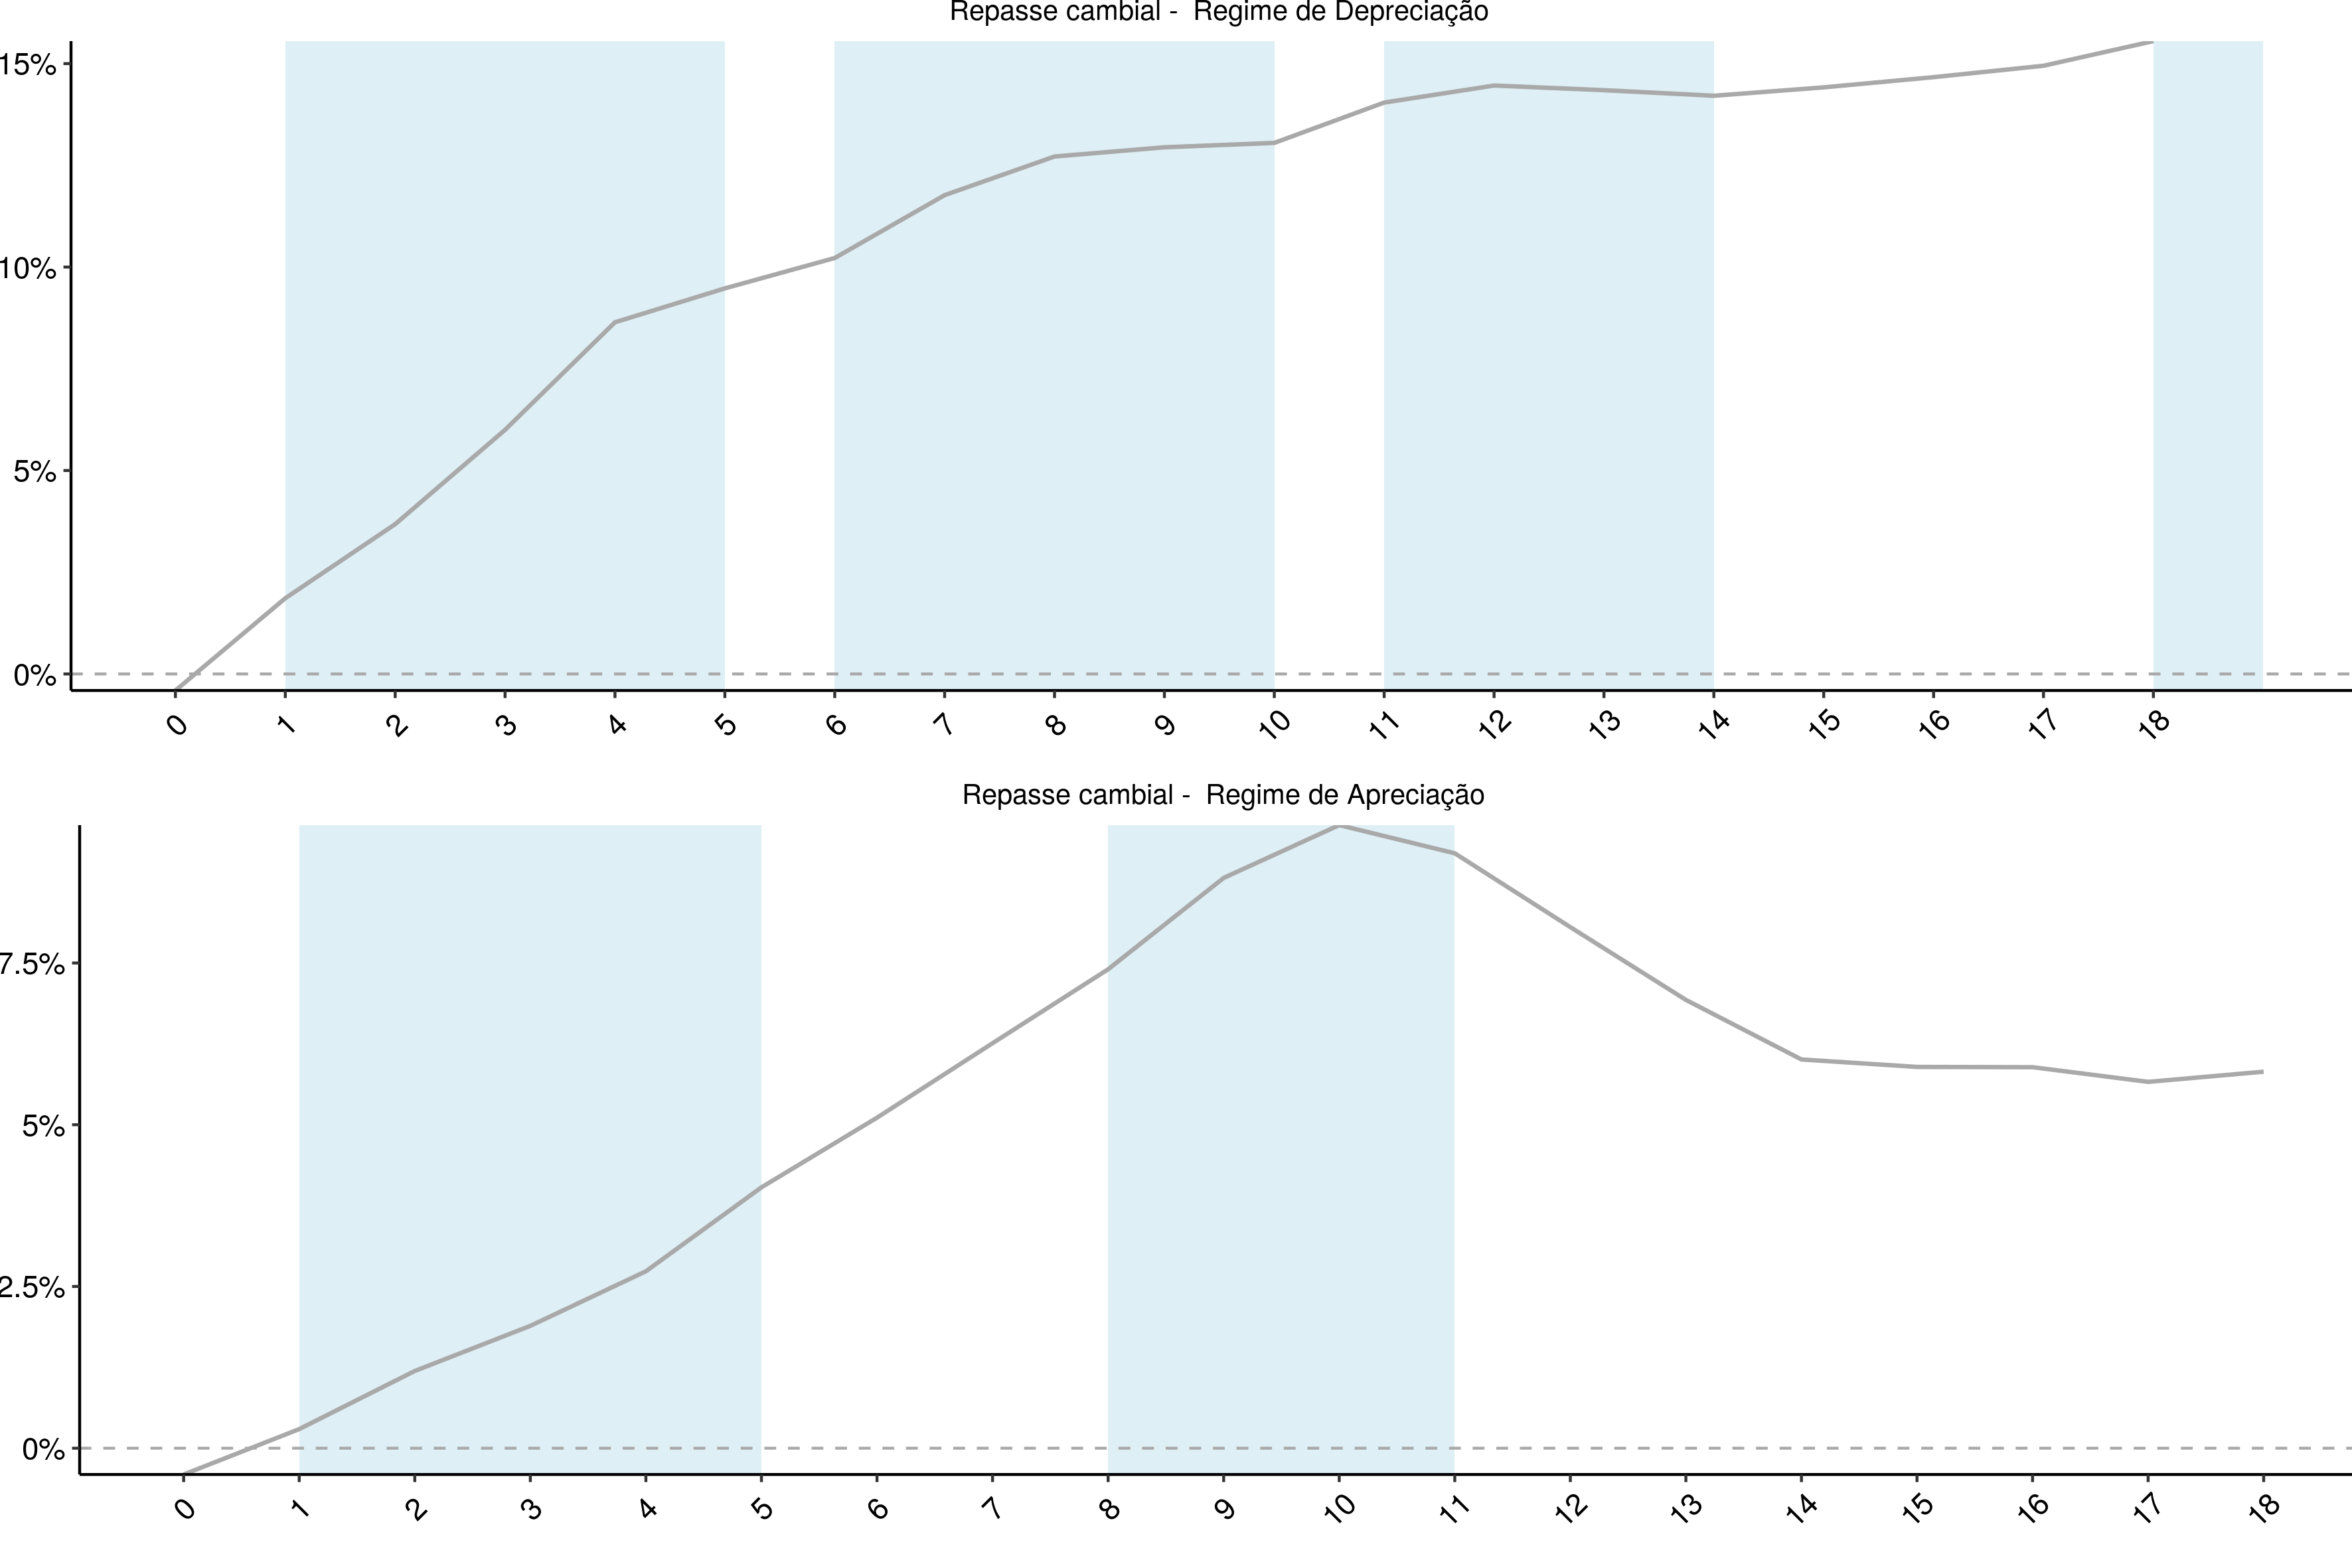 Repasse cambial -  Regime de Depreciação
15%
10%
5%
0%
0 1 2 3 4 5 6 7 8 9 10 11 12 13 14 15 16 17 18
Repasse cambial -  Regime de Apreciação
7.5%
5%
2.5%
0%
0 1 2 3 4 5 6 7 8 9 10 11 12 13 14 15 16 17 18